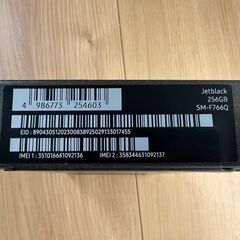 Jetblack
256GB
SM-F766Q
4 986773 254603
EID : 89043051202300838925029133017455
IMEI 1 : 351016641092136 IMEI 2 : 358344631092137